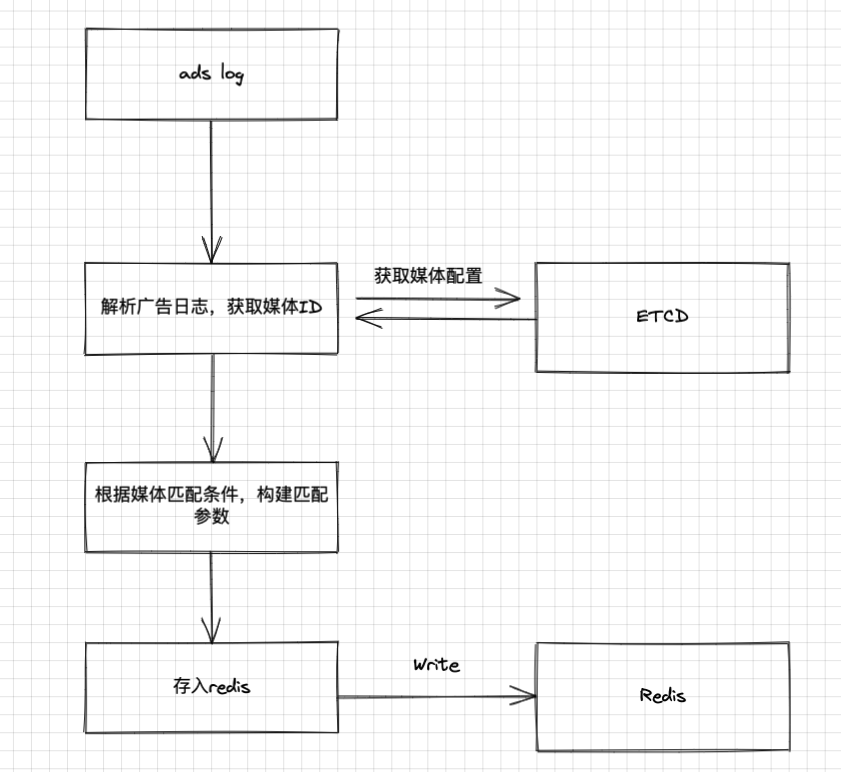 ads log
解析广告日志，获取媒体ID
获取媒体配置
ETCD
根据媒体匹配条件，构建匹配
参数
存入redis
Write
Redis